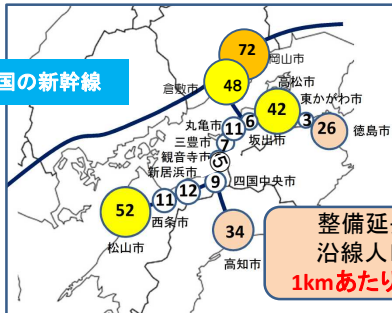 国の新幹線
72
岡山市
倉敷市
48
高松市
42
東かがわ市
丸亀市
11
6
坂出市
3
26
徳島市
三豊市
7
観音寺市
5
新居浜市
9
四国中央市
12
11
西条市
52
松山市
34
高知市
整備延
沿線人
1kmあたり